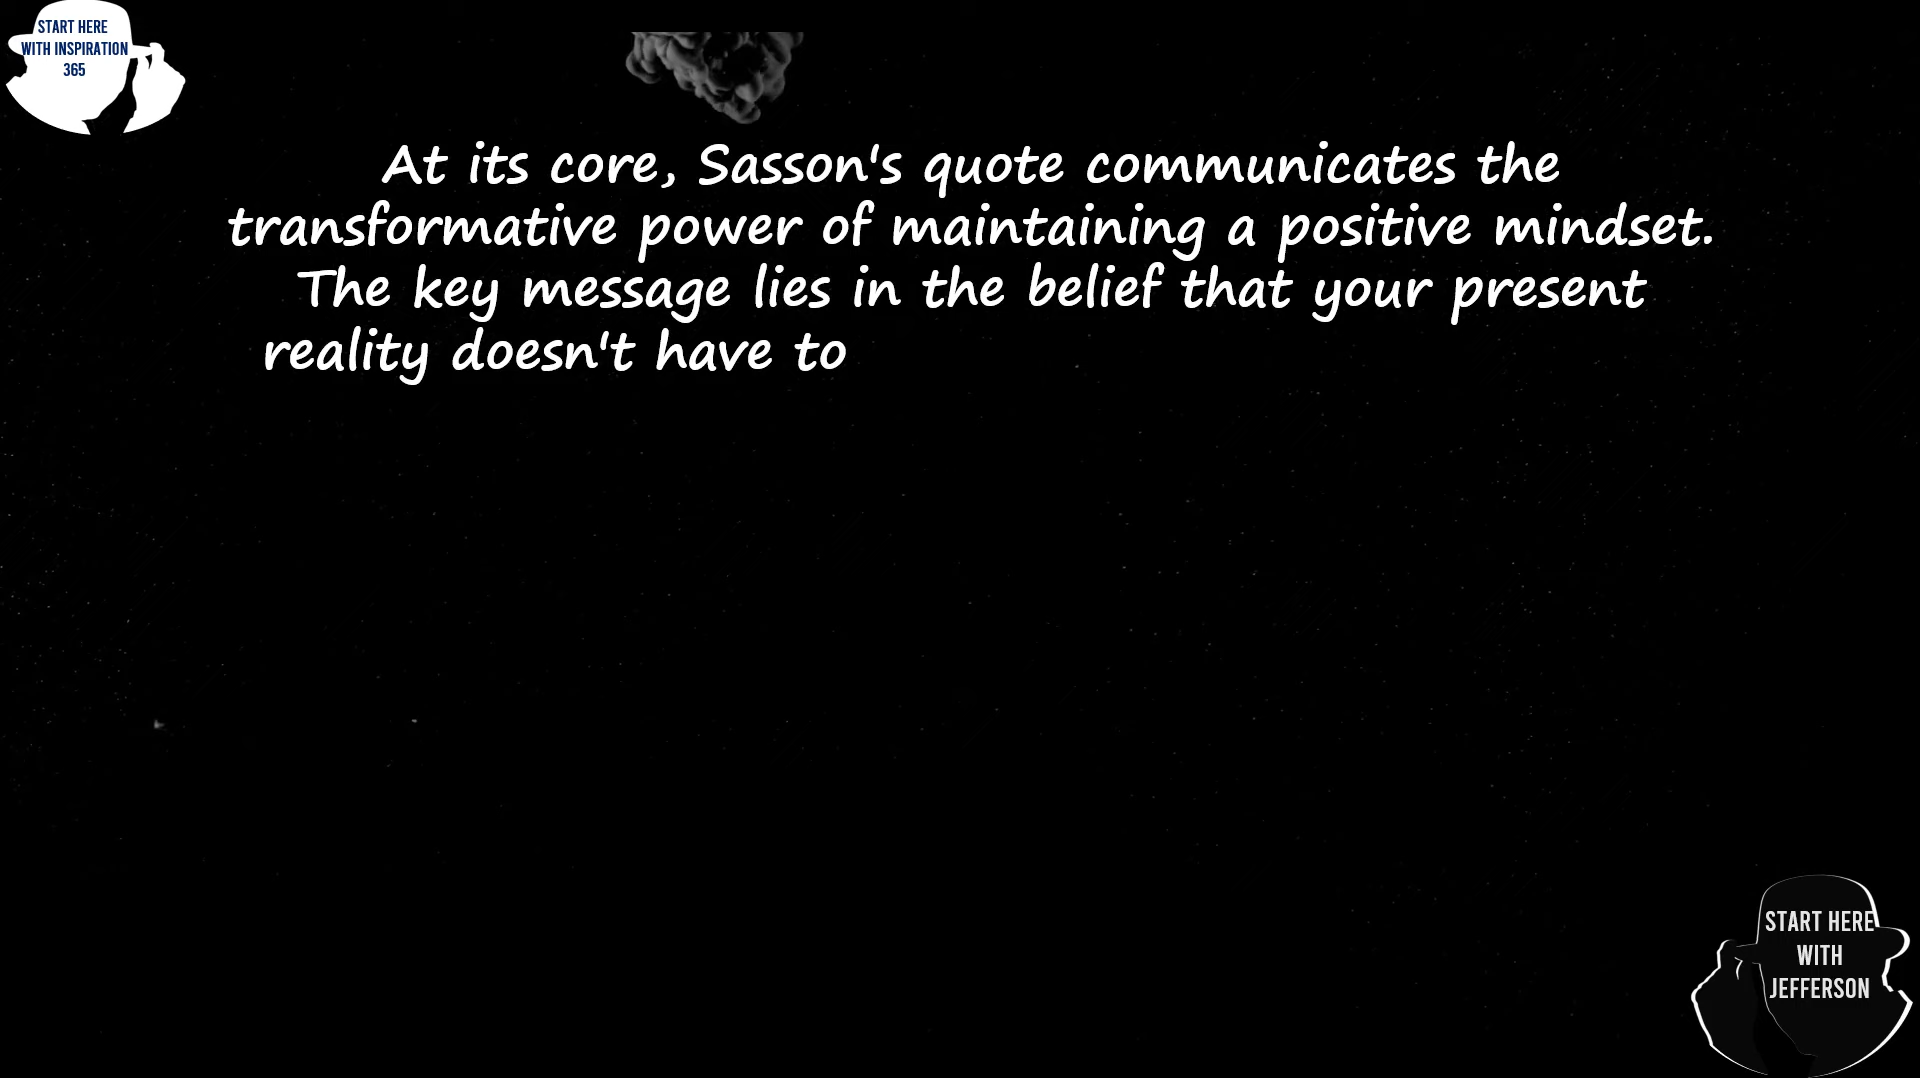 START HERE
WITH INSPIRATION
365
At its core, Sasson's quote communicates the
transformative power of maintaining a positive mindset.
The key message lies in the belief that your present
reality doesn't have to
START HERE
WITH
JEFFERSON